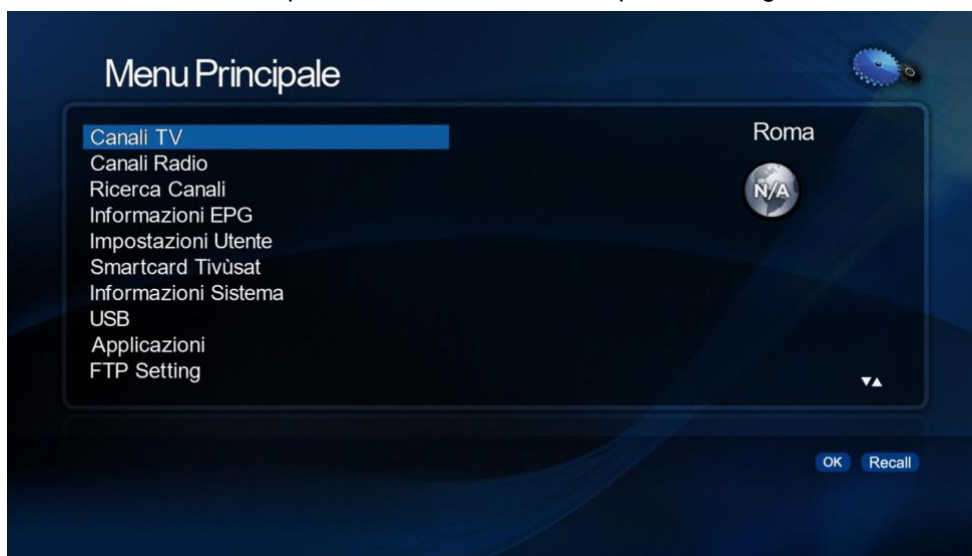 Menu Principale
Canali TV
Roma
Canali Radio
Ricerca Canali
N/A
Informazioni EPG
Impostazioni Utente
Smartcard Tivùsat
Informazioni Sistema
USB
Applicazioni
FTP Setting
▼▲
OK Recall